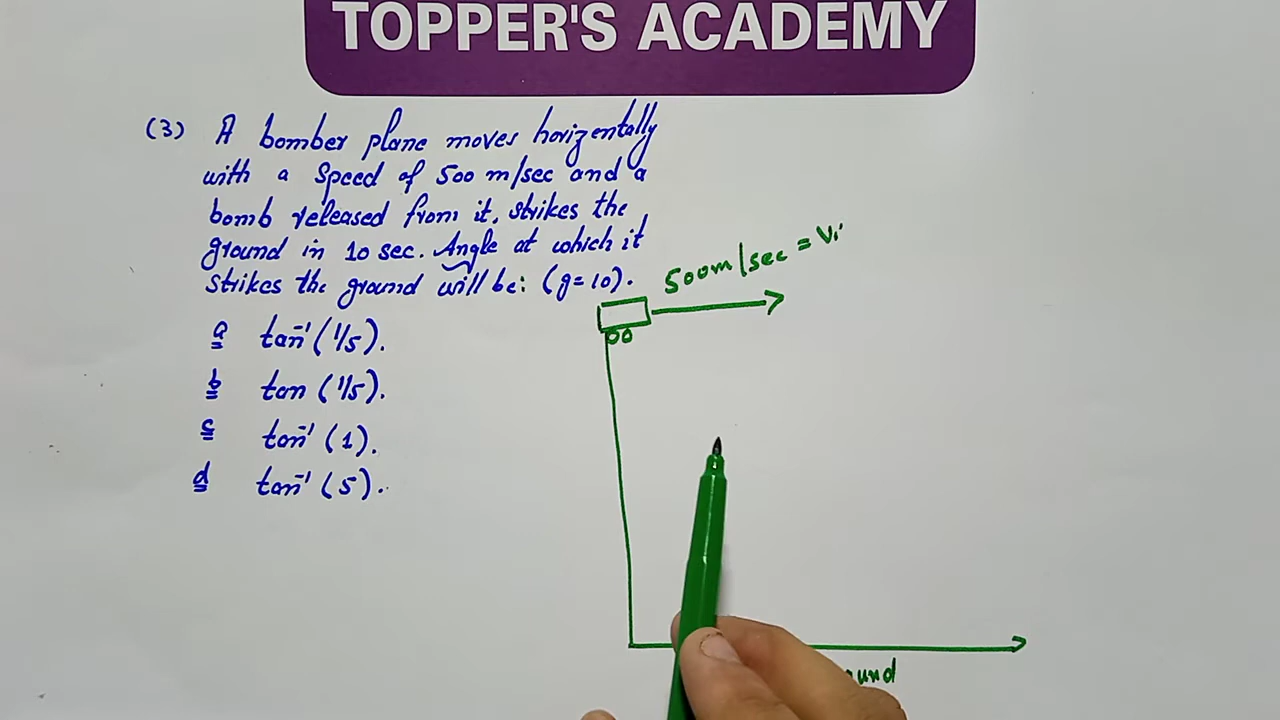 TOPPER'S ACADEMY
(3) A bomber plane moves horizentally
with a speed of 500 m/sec and a
bomb released from it, strikes the
ground in 10 sec. Angle at which it
strikes the ground will be: (g=10).
a tan⁻¹(1/5).
b tan (1/5).
c tan⁻¹(1).
d tan⁻¹(5).
500m/sec = Vi